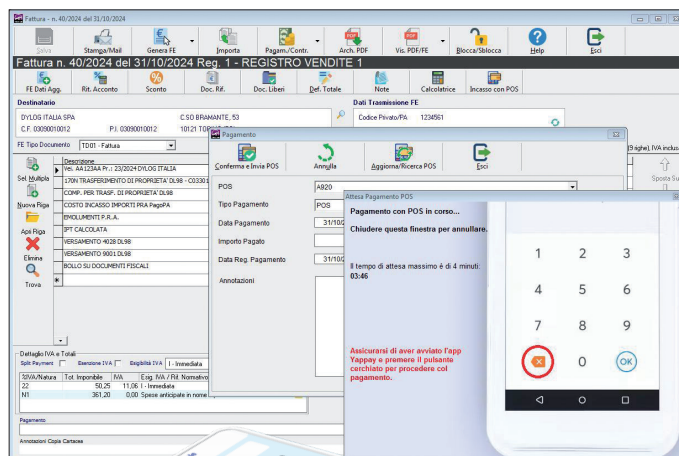 Fattura - n. 40/2024 del 31/10/2024
Salva
Stampa/Mail
Genera FE
Importa
Pagam./Contr.
Arch. PDF
Vis. PDF/FE
Blocca/Sblocca
Help
Esci
Fattura n. 40/2024 del 31/10/2024 Reg. 1 - REGISTRO VENDITE 1
FE Dati Agg.
Rit. Acconto
Sconto
Doc. Rif.
Doc. Liberi
Def. Totale
Note
Calcolatrice
Incasso con POS
Destinatario
Dati Trasmissione FE
DYLOG ITALIA SPA
C.SO BRAMANTE, 53
Codice Privato/PA 1234561
C.F. 03090010012
P.I. 03090010012
10121
FE Tipo Documento
TD01 - Fattura
(9 righe), IVA inclusa
Sel. Multipla
Nuova Riga
Apri Riga
Elimina
Trova
Descrizione
Vei. AA123AA Pr.: 23/2024 DYLOG ITALIA
170N TRASFERIMENTO DI PROPRIETA' DL98 - C03301
COMP. PER TRASF. DI PROPRIETA' DL98
COSTO INCASSO IMPORTI PRA PagoPA
EMOLUMENTI P.R.A.
IPT CALCOLATA
VERSAMENTO 4028 DL98
VERSAMENTO 9001 DL98
BOLLO SU DOCUMENTI FISCALI
Sposta Su
Pagamento
Conferma e Invia POS
Annulla
Aggiorna/Ricerca POS
Esci
POS
A920
Tipo Pagamento
POS
Data Pagamento
31/10/2
Importo Pagato
Data Reg. Pagamento
31/10/2
Annotazioni
Attesa Pagamento POS
Pagamento con POS in corso...
Chiudere questa finestra per annullare.
Il tempo di attesa massimo è di 4 minuti:
03:46
Assicurarsi di aver avviato l'app
Yappay e premere il pulsante
cerchiato per procedere col
pagamento.
1 2 3
4 5 6
7 8 9
0 OK
Dettaglio IVA e Totali
Split Payment
Esenzione IVA
Esigibilità IVA
I - Immediata
%IVA/Natura
Tot. Imponibile
IVA
Esig. IVA / Rif. Normativo
22 50,25 11,06 I - Immediata
N1 361,20 0,00 Spese anticipate in nome
Pagamento
Annotazioni Copie Cartacee